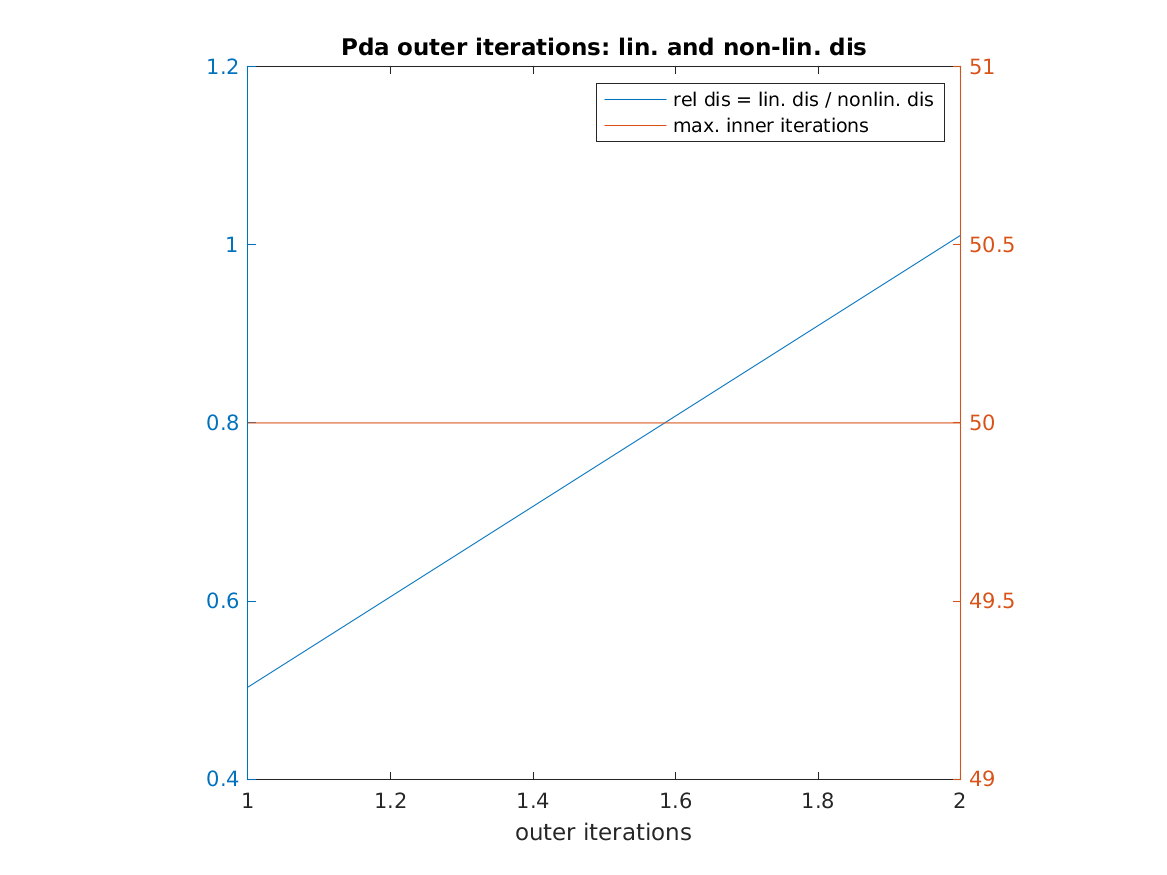 Pda outer iterations: lin. and non-lin. dis
1.2
1
0.8
0.6
0.4
51
50.5
50
49.5
49
rel dis = lin. dis / nonlin. dis
max. inner iterations
1 1.2 1.4 1.6 1.8 2
outer iterations